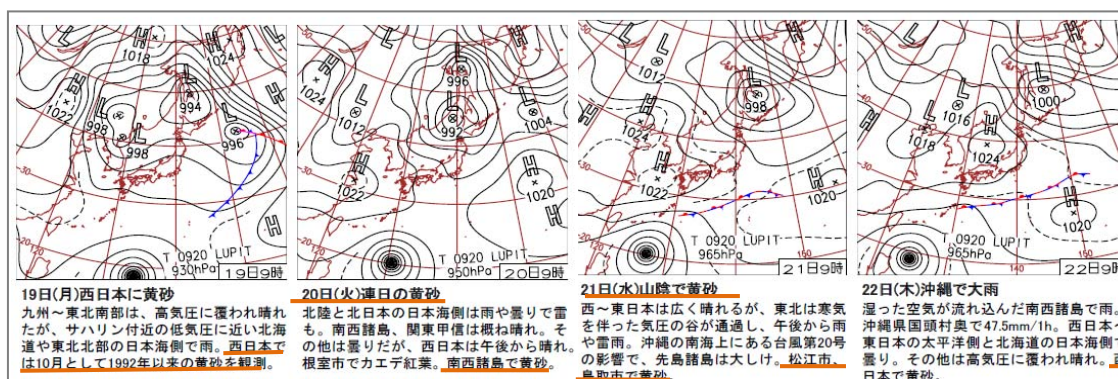 L
H
1018
H
1024
L
994
H
1022
L
998
L
998
L
996
H
H
T 0920 LUPIT
930hPa
19日9時
19日(月)西日本に黄砂
九州~東北南部は、高気圧に覆われ晴れ
たが、サハリン付近の低気圧に近い北海
道や東北北部の日本海側で雨。西日本で
は10月として1992年以来の黄砂を観測。
L
H
L
996
H
1024
L
1012
L
992
L
1004
H
1022
H
1020
H
T 0920 LUPIT
950hPa
20日9時
20日(火)連日の黄砂
北陸と北日本の日本海側は雨や曇りで雷
も。南西諸島、関東甲信は概ね晴れ。そ
の他は曇りだが、西日本は午後から晴れ。
根室市でカエデ紅葉。南西諸島で黄砂。
L
1012
H
L
998
H
1024
H
1022
H
1020
T 0920 LUPIT
965hPa
21日9時
21日(水)山陰で黄砂
西~東日本は広く晴れるが、東北は寒気
を伴った気圧の谷が通過し、午後から雨
や雷雨。沖縄の南海上にある台風第20号
の影響で、先島諸島は大しけ。松江市、
鳥取市で黄砂。
H
L
L
1000
L
1016
H
1018
H
1024
H
1020
T 0920 LUPIT
965hPa
140
150
22日9時
22日(木)沖縄で大雨
湿った空気が流れ込んだ南西諸島で雨。
沖縄県国頭村奥で47.5mm/1h。西日本~
東日本の太平洋側と北海道の日本海側で
曇り。その他は高気圧に覆われ晴れ。
日本で黄砂。